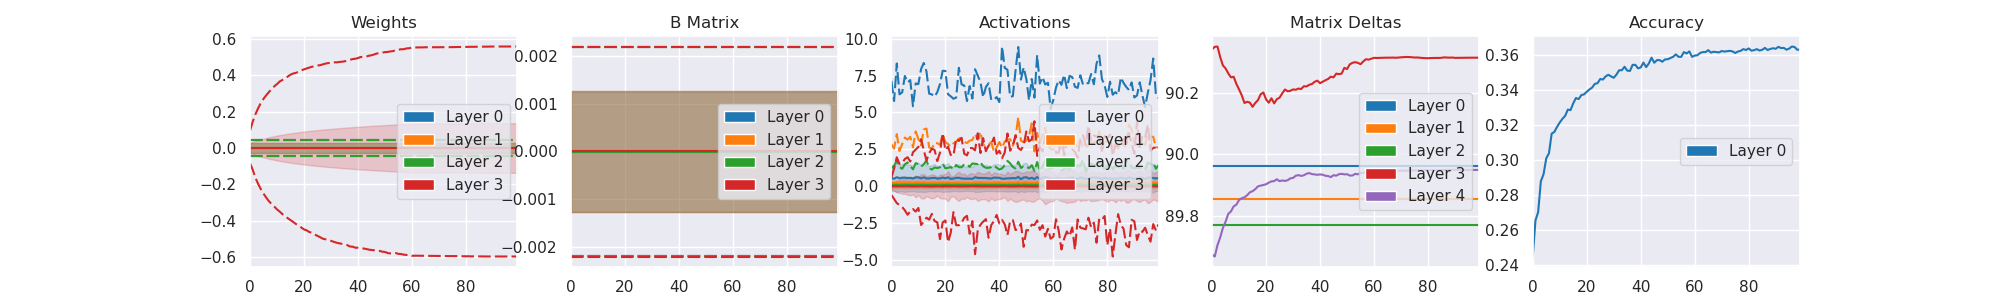 Weights
0.6
0.4
0.2
0.0
−0.2
−0.4
−0.6
0
20
40
60
80
Layer 0
Layer 1
Layer 2
Layer 3
B Matrix
0.002
0.001
0.000
−0.001
−0.002
0
20
40
60
80
Layer 0
Layer 1
Layer 2
Layer 3
Activations
10.0
7.5
5.0
2.5
0.0
−2.5
−5.0
0
20
40
60
80
Layer 0
Layer 1
Layer 2
Layer 3
Matrix Deltas
90.2
90.0
89.8
0
20
40
60
80
Layer 0
Layer 1
Layer 2
Layer 3
Layer 4
Accuracy
0.36
0.34
0.32
0.30
0.28
0.26
0.24
0
20
40
60
80
Layer 0